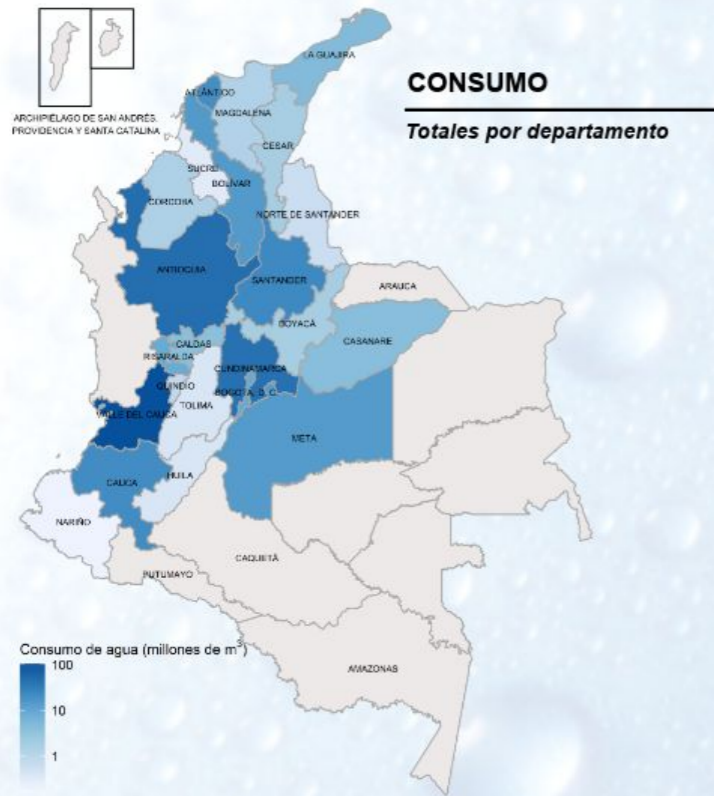 LA GUAJIRA
CONSUMO
ATLÁNTICO
MAGDALENA
ARCHIPIÉLAGO DE SAN ANDRÉS,
PROVIDENCIA Y SANTA CATALINA
Totales por departamento
CESAR
SUCRE
BOLÍVAR
CÓRDOBA
NORTE DE SANTANDER
ANTIOQUIA
SANTANDER
ARAUCA
BOYACÁ
CASANARE
CALDAS
RISARALDA
CUNDINAMARCA
QUINDIO
BOGOTÁ, D. C.
TOLIMA
VALLE DEL CAUCA
META
HUILA
CAUCA
NARIÑO
CAQUETÁ
PUTUMAYO
Consumo de agua (millones de m³)
100
AMAZONAS
10
1